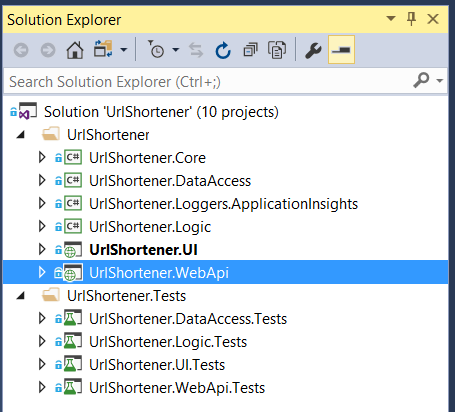 Solution Explorer
Search Solution Explorer (Ctrl+;)
Solution 'UrlShortener' (10 projects)
UrlShortener
C# UrlShortener.Core
C# UrlShortener.DataAccess
C# UrlShortener.Loggers.ApplicationInsights
C# UrlShortener.Logic
UrlShortener.UI
UrlShortener.WebApi
UrlShortener.Tests
UrlShortener.DataAccess.Tests
UrlShortener.Logic.Tests
UrlShortener.UI.Tests
UrlShortener.WebApi.Tests